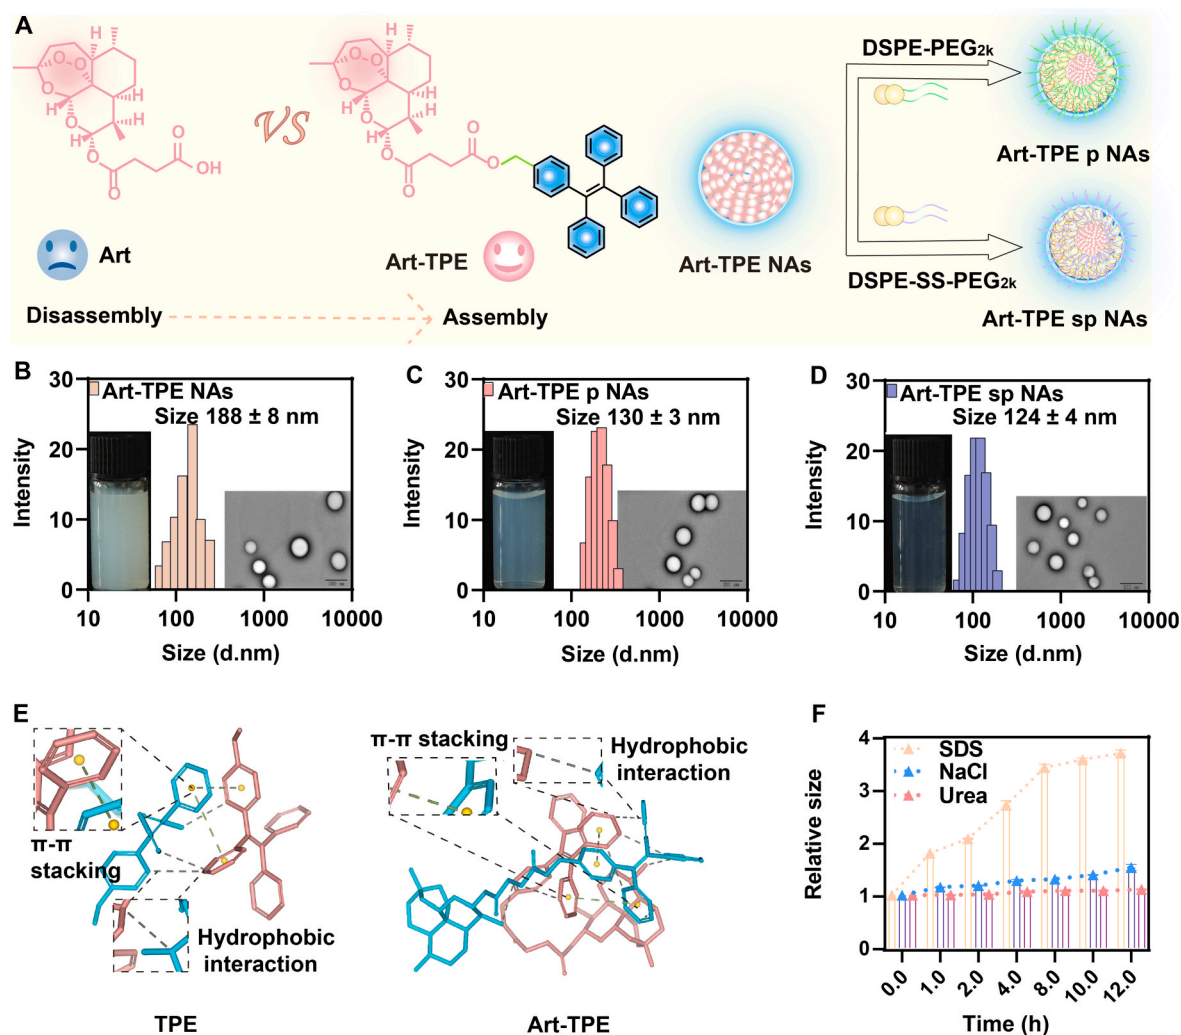 A
H
O
O
O
O
H
H
O
H
O
O
OH
O
VS
H
O
O
O
O
H
H
O
H
O
O
O
O
DSPE-PEG2k
Art-TPE p NAs
DSPE-SS-PEG2k
Art-TPE sp NAs
Art
Art-TPE
Art-TPE NAs
Disassembly
Assembly
B
Art-TPE NAs
Size 188 ± 8 nm
Intensity
30
20
10
0
10
100
1000
10000
Size (d.nm)
C
Art-TPE p NAs
Size 130 ± 3 nm
Intensity
30
20
10
0
10
100
1000
10000
Size (d.nm)
D
Art-TPE sp NAs
Size 124 ± 4 nm
Intensity
30
20
10
0
10
100
1000
10000
Size (d.nm)
E
π-π
stacking
Hydrophobic
interaction
TPE
π-π stacking
Hydrophobic
interaction
Art-TPE
F
SDS
NaCl
Urea
Relative size
4
3
2
1
0
0.0
1.0
2.0
4.0
8.0
10.0
12.0
Time (h)